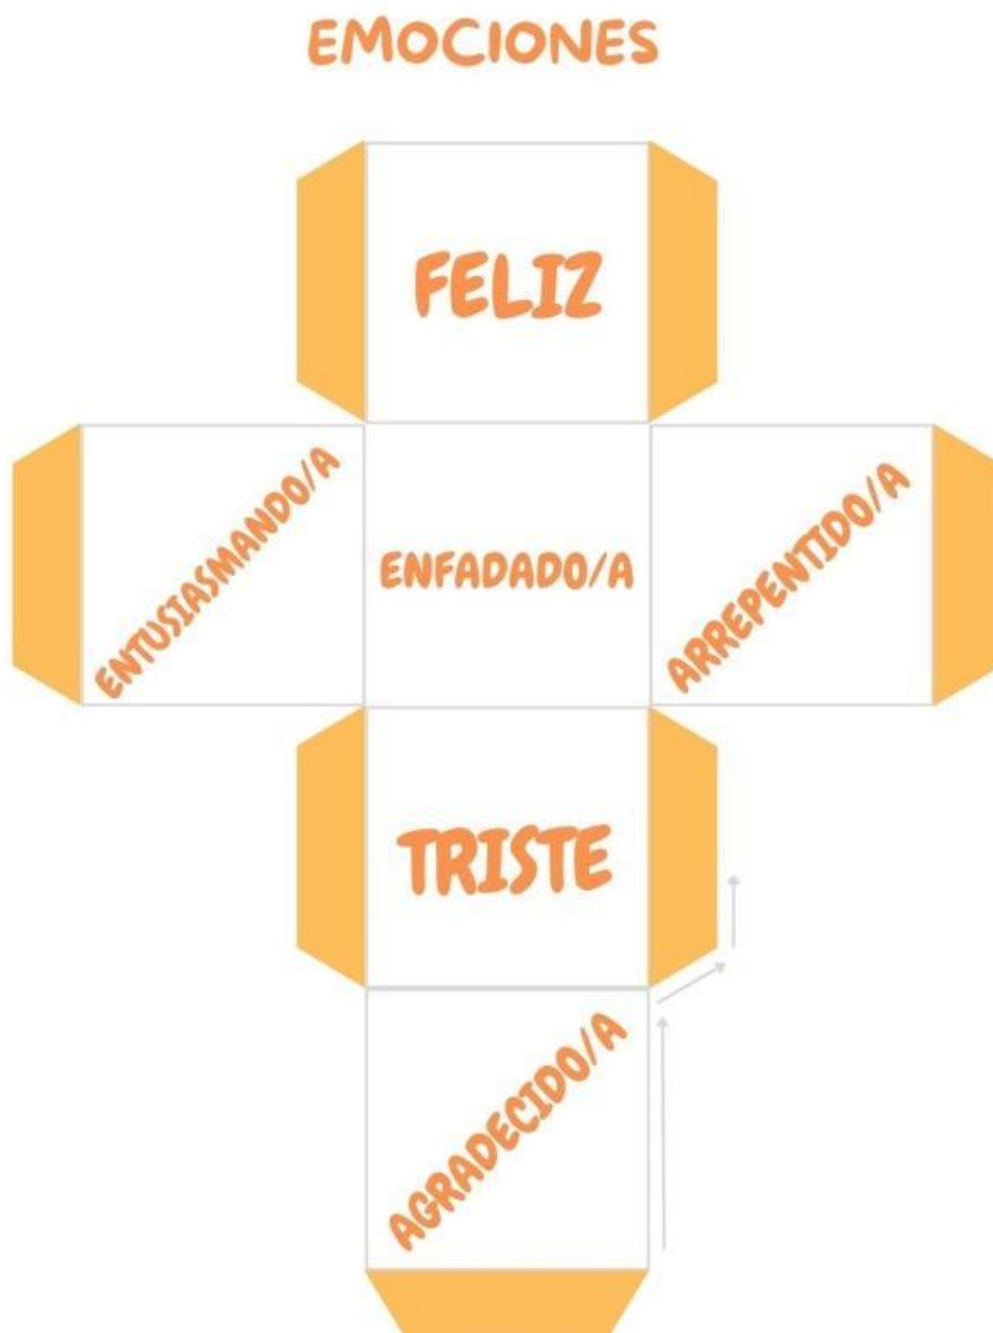 EMOCIONES
FELIZ
ENTUSIASMANDO/A
ENFADADO/A
ARREPENTIDO/A
TRISTE
AGRADECIDO/A